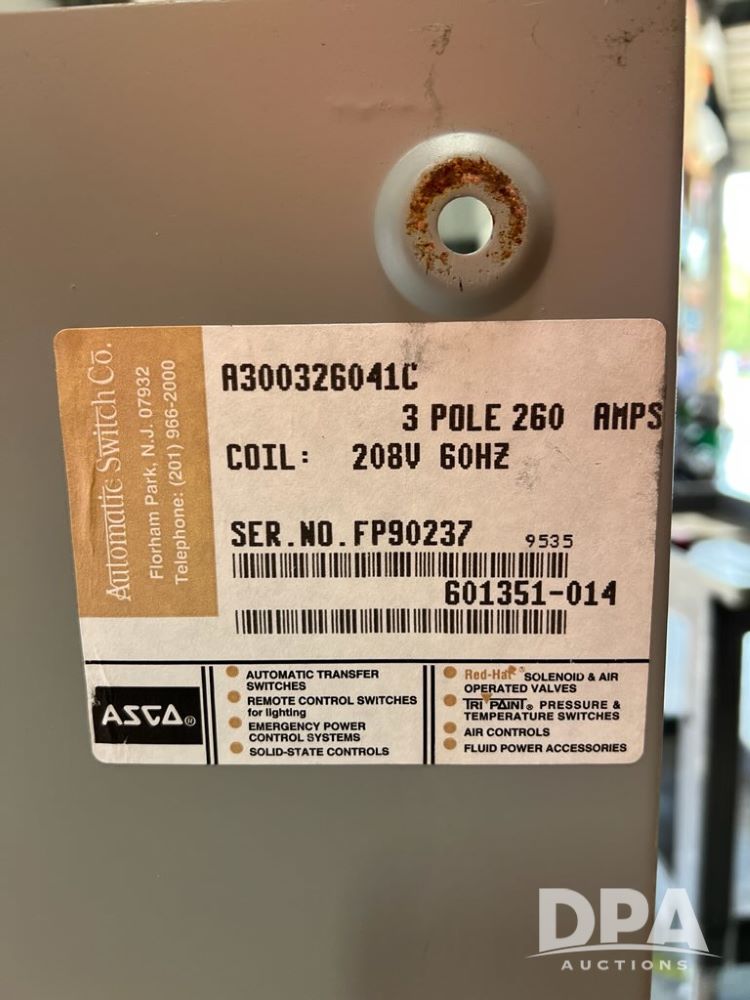 Automatic Switch Co.
Florham Park, N.J. 07932
Telephone: (201) 966-2000
A300326041C
3 POLE 260 AMPS
COIL: 208V 60HZ
SER.NO.FP90237 9535
601351-014
ASCA®
AUTOMATIC TRANSFER
SWITCHES
REMOTE CONTROL SWITCHES
for lighting
EMERGENCY POWER
CONTROL SYSTEMS
SOLID-STATE CONTROLS
Red-Hat® SOLENOID & AIR
OPERATED VALVES
TRI POINT® PRESSURE &
TEMPERATURE SWITCHES
AIR CONTROLS
FLUID POWER ACCESSORIES
DPA
AUCTIONS